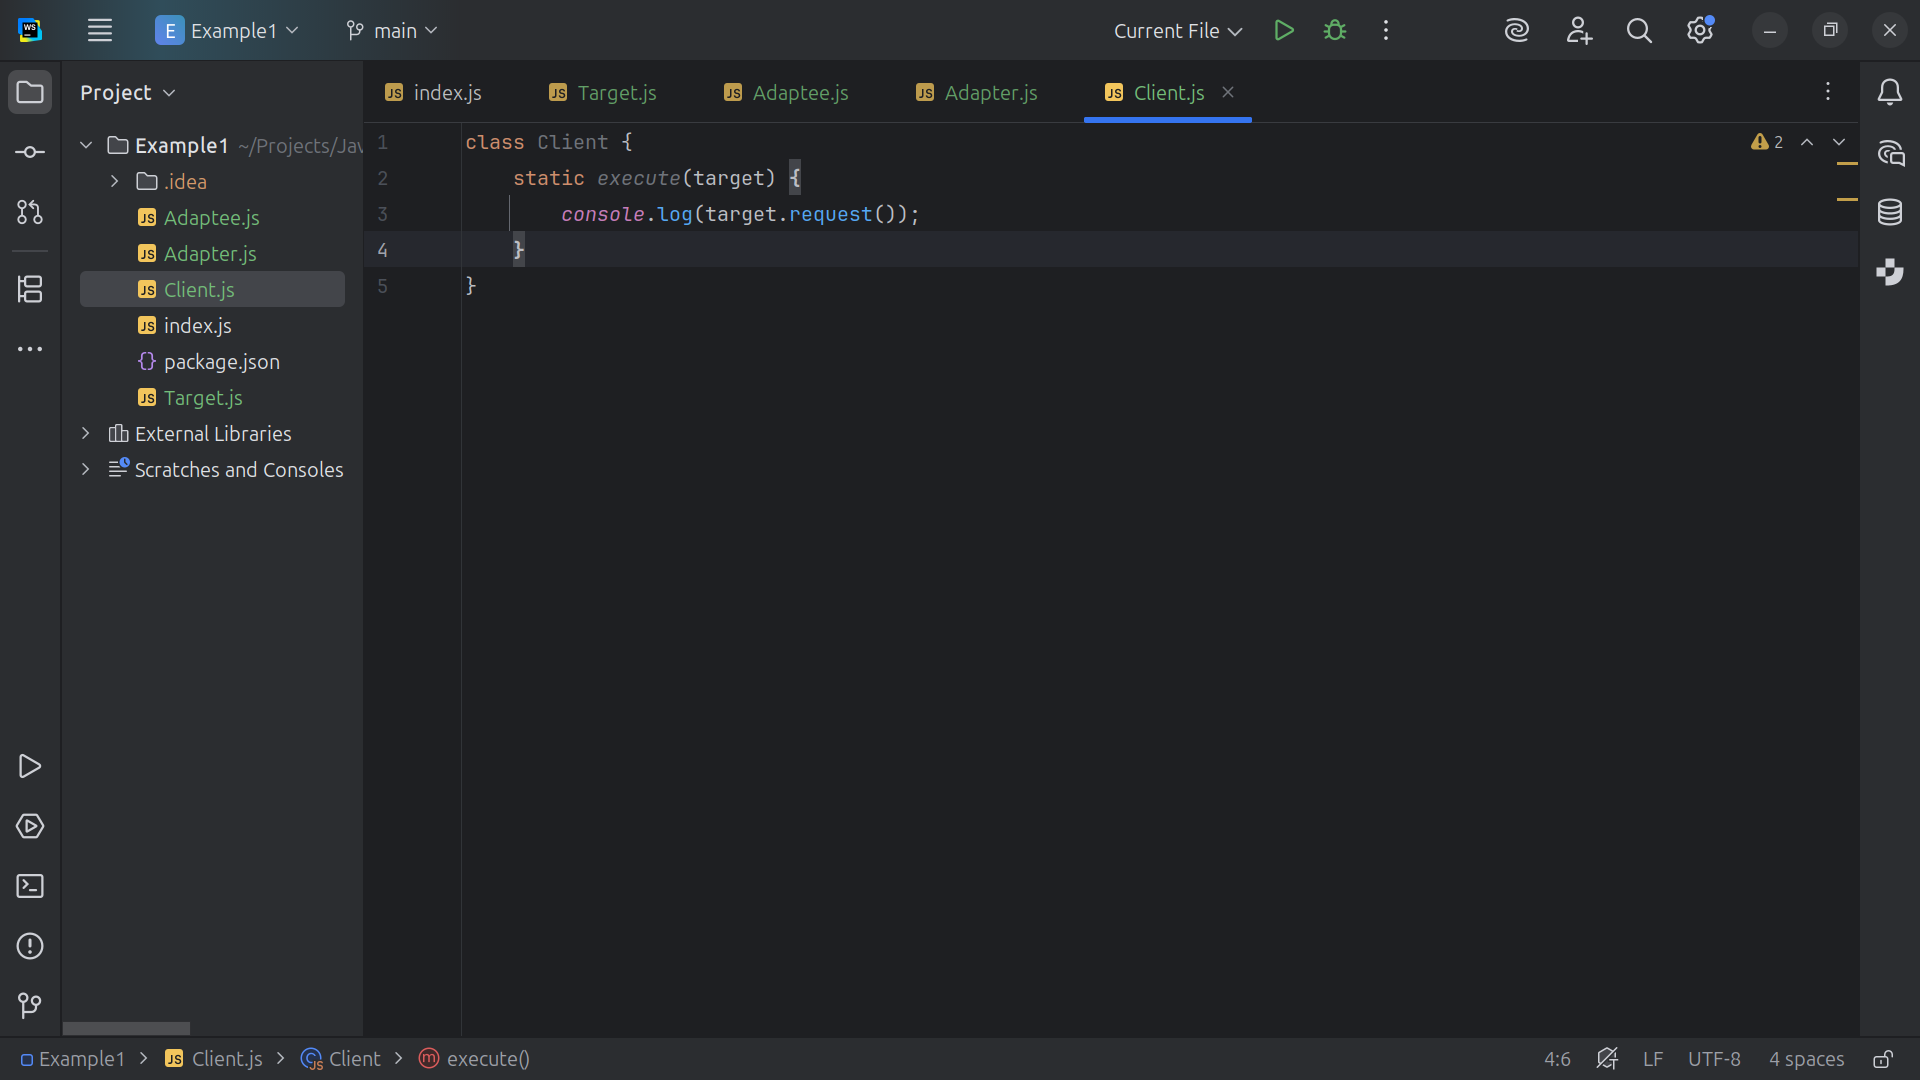 WS
E Example1
main
Current File
Project
index.js
Target.js
Adaptee.js
Adapter.js
Client.js
Example1 ~/Projects/Jav
.idea
Adaptee.js
Adapter.js
Client.js
index.js
package.json
Target.js
External Libraries
Scratches and Consoles
1 class Client {
2 static execute(target) {
3 console.log(target.request());
4 }
5 }
2
Example1 > Client.js > Client > execute()
4:6
LF
UTF-8
4 spaces